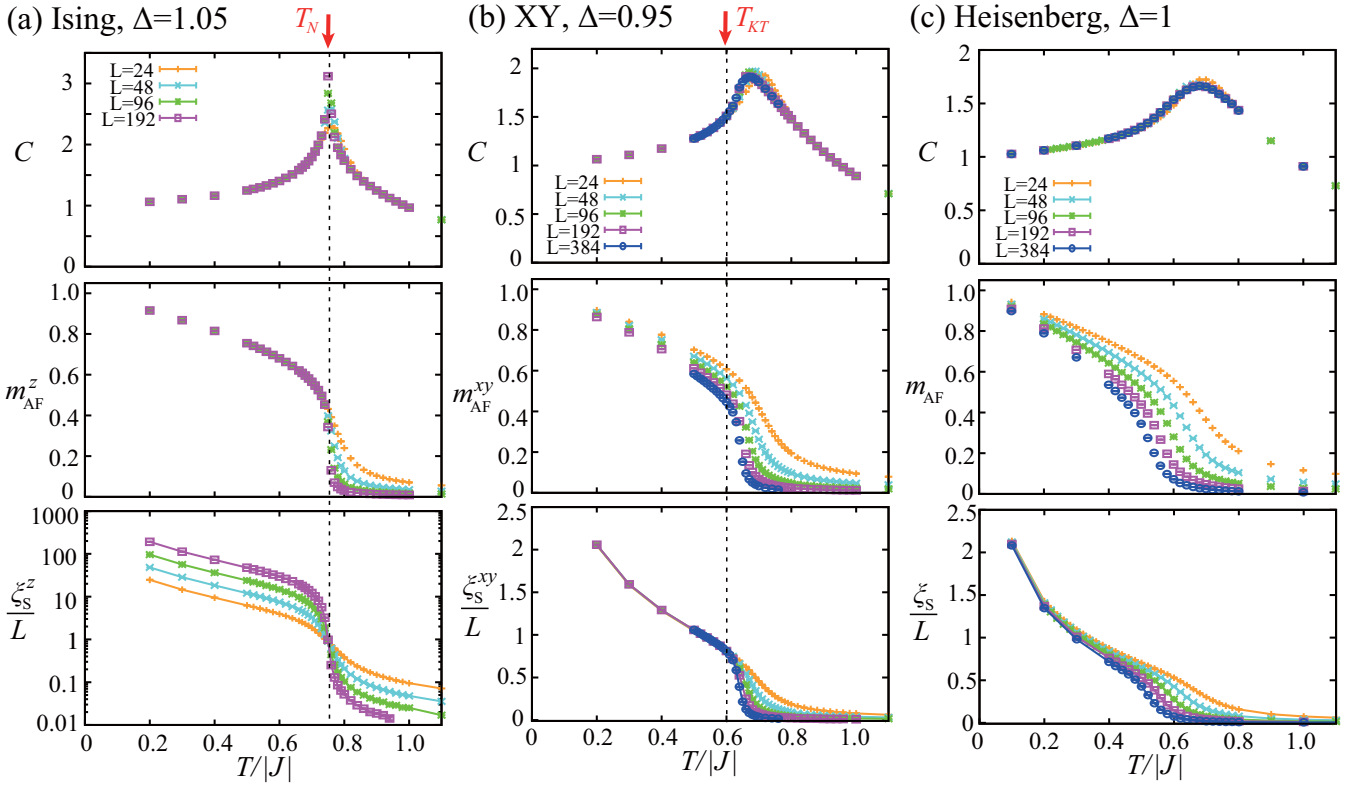 (a) Ising, Δ=1.05
T_N
L=24
L=48
L=96
L=192
C
3
2
1
0
m^z_AF
1.0
0.8
0.6
0.4
0.2
0
ξ^z_S
L
1000
100
10
1
0.1
0.01
0
0.2
0.4
0.6
0.8
1.0
T/|J|
(b) XY, Δ=0.95
T_KT
C
2
1.5
1
0.5
0
L=24
L=48
L=96
L=192
L=384
m^xy_AF
1.0
0.8
0.6
0.4
0.2
0
ξ^xy_S
L
2.5
2
1.5
1
0.5
0
0
0.2
0.4
0.6
0.8
1.0
T/|J|
(c) Heisenberg, Δ=1
C
2
1.5
1
0.5
0
L=24
L=48
L=96
L=192
L=384
m_AF
1.0
0.8
0.6
0.4
0.2
0
ξ_S
L
2.5
2
1.5
1
0.5
0
0
0.2
0.4
0.6
0.8
1.0
T/|J|